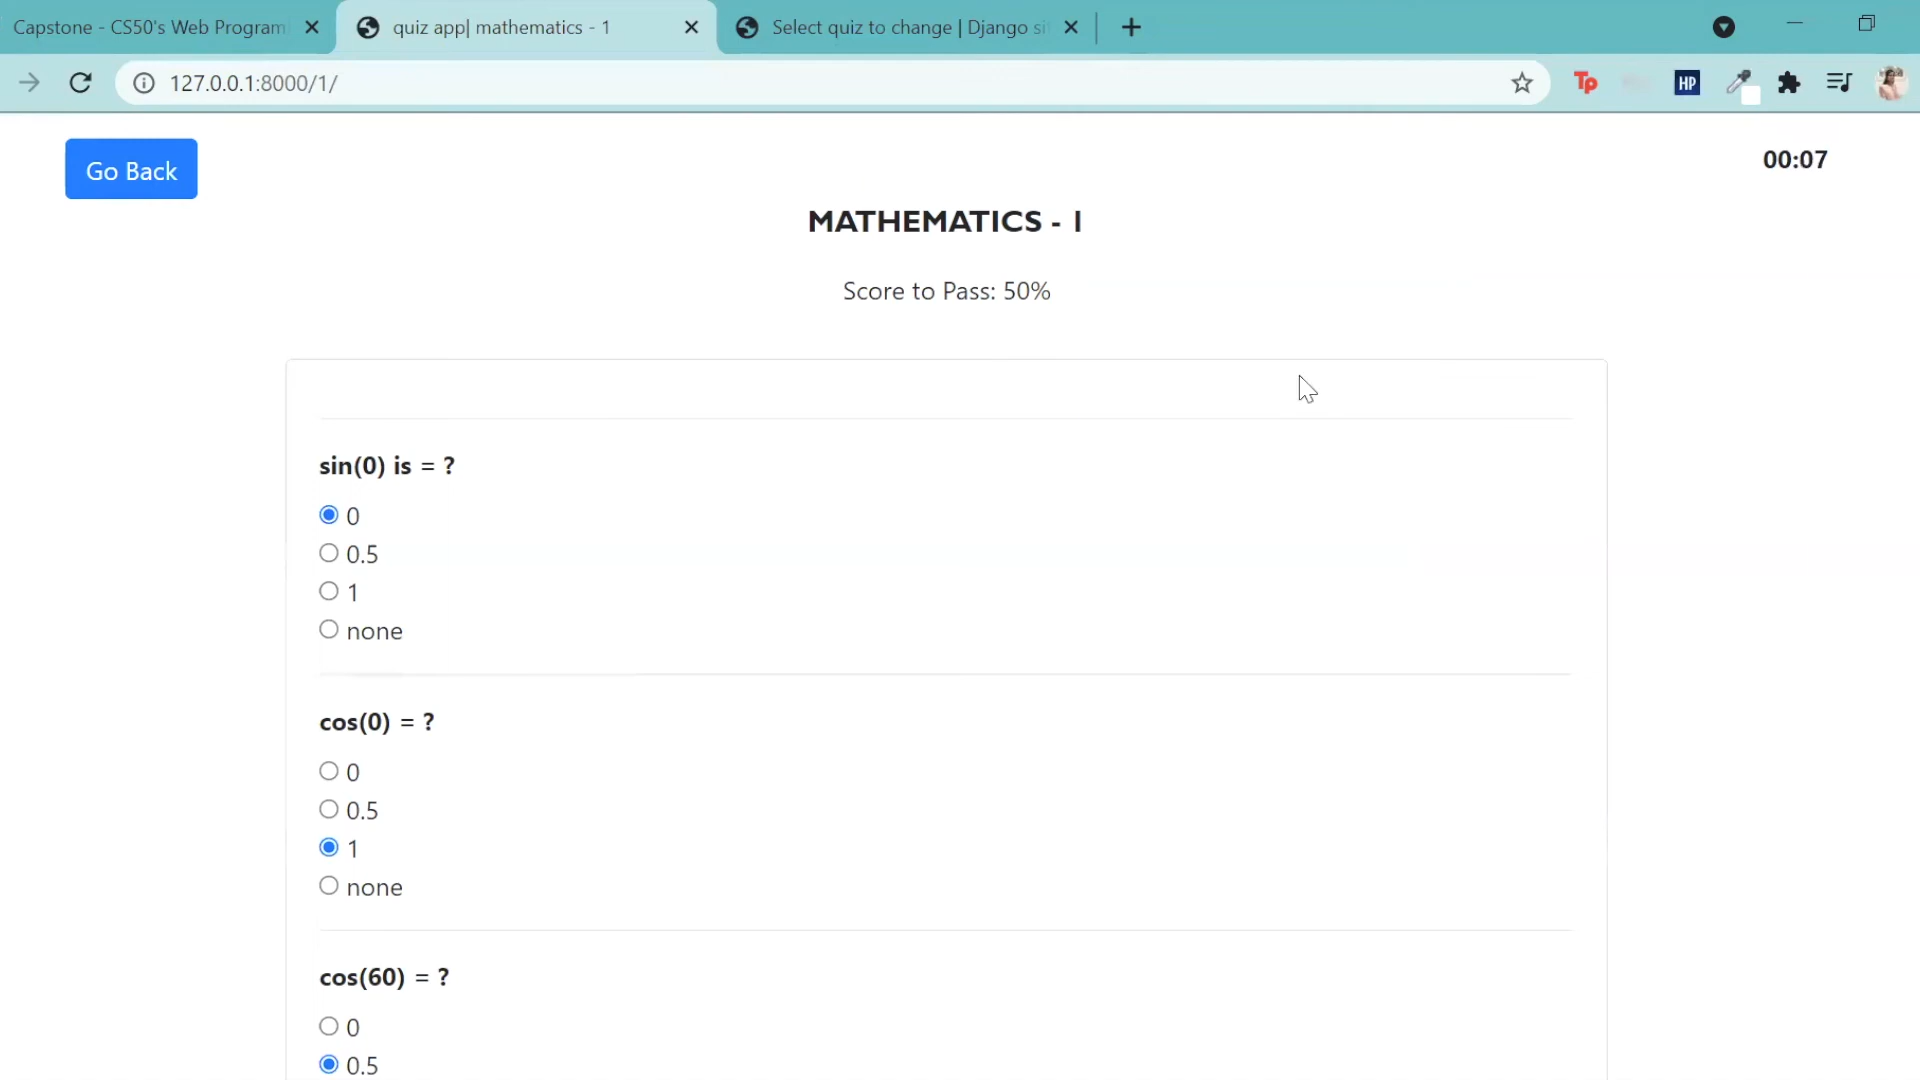 Capstone - CS50's Web Program
quiz app| mathematics - 1
Select quiz to change | Django si
127.0.0.1:8000/1/
Tp
HP
Go Back
00:07
MATHEMATICS - I
Score to Pass: 50%
sin(0) is = ?
0
0.5
1
none
cos(0) = ?
0
0.5
1
none
cos(60) = ?
0
0.5